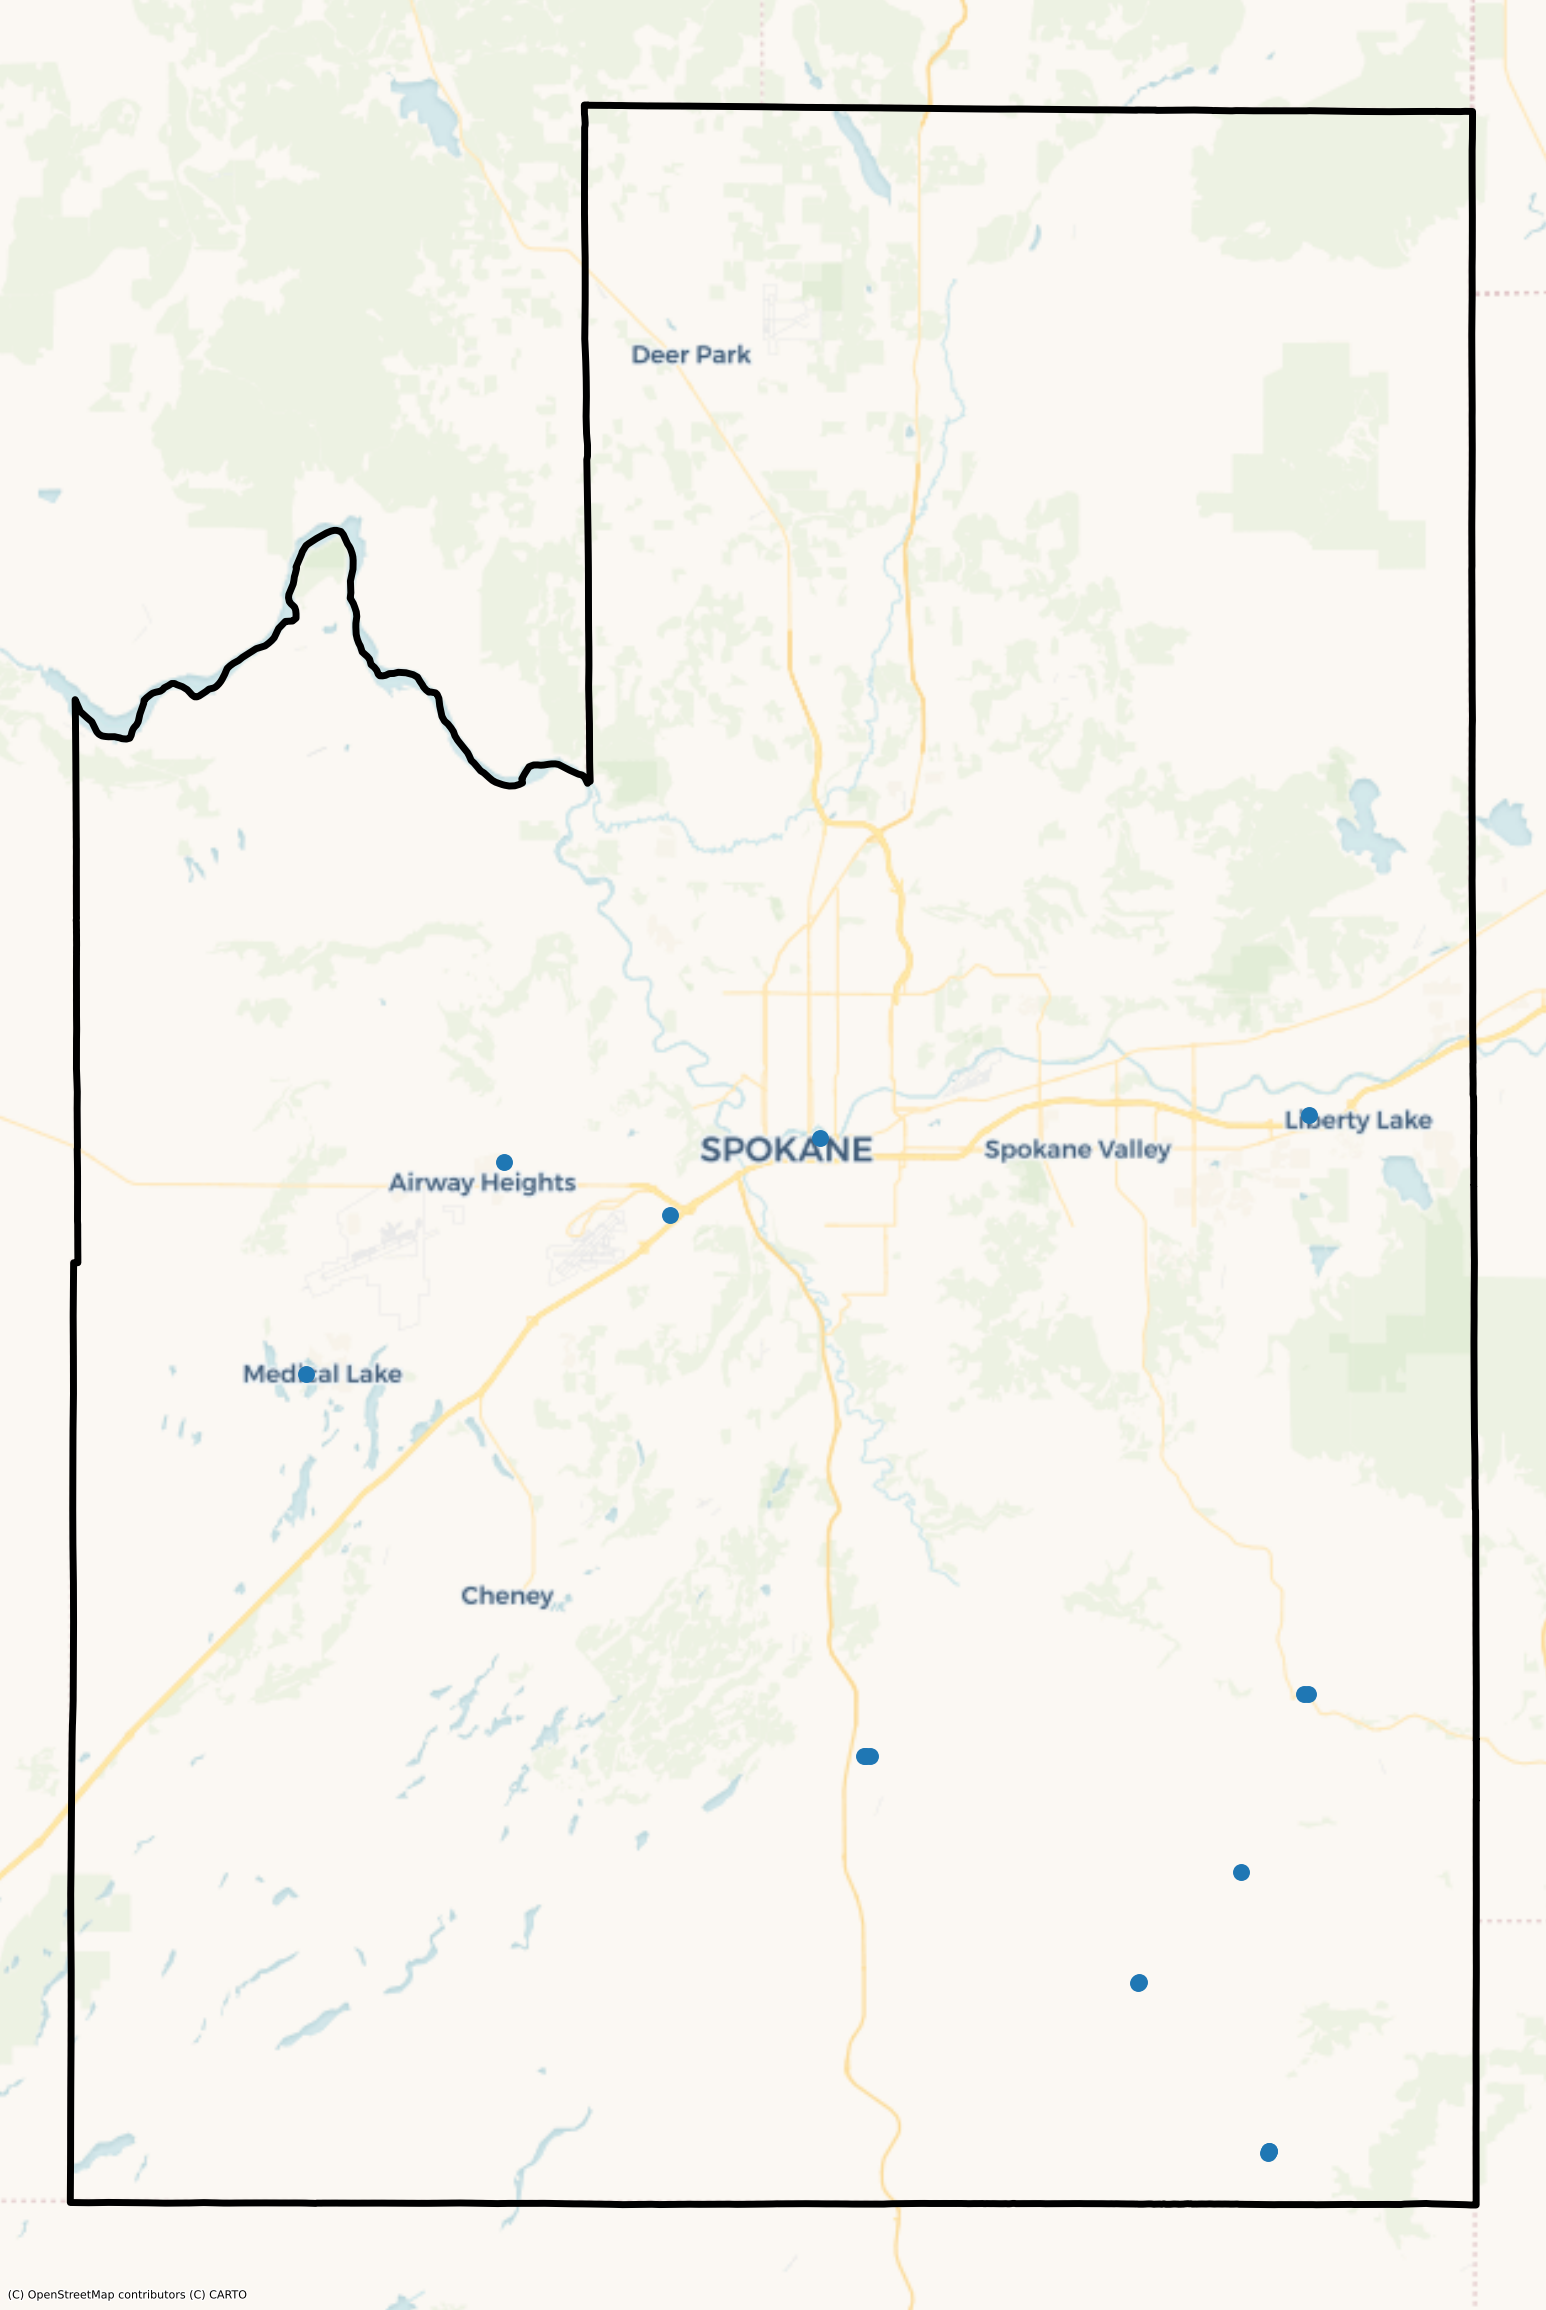 Deer Park
SPOKANE
Liberty Lake
Spokane Valley
Airway Heights
Medical Lake
Cheney
(C) OpenStreetMap contributors (C) CARTO